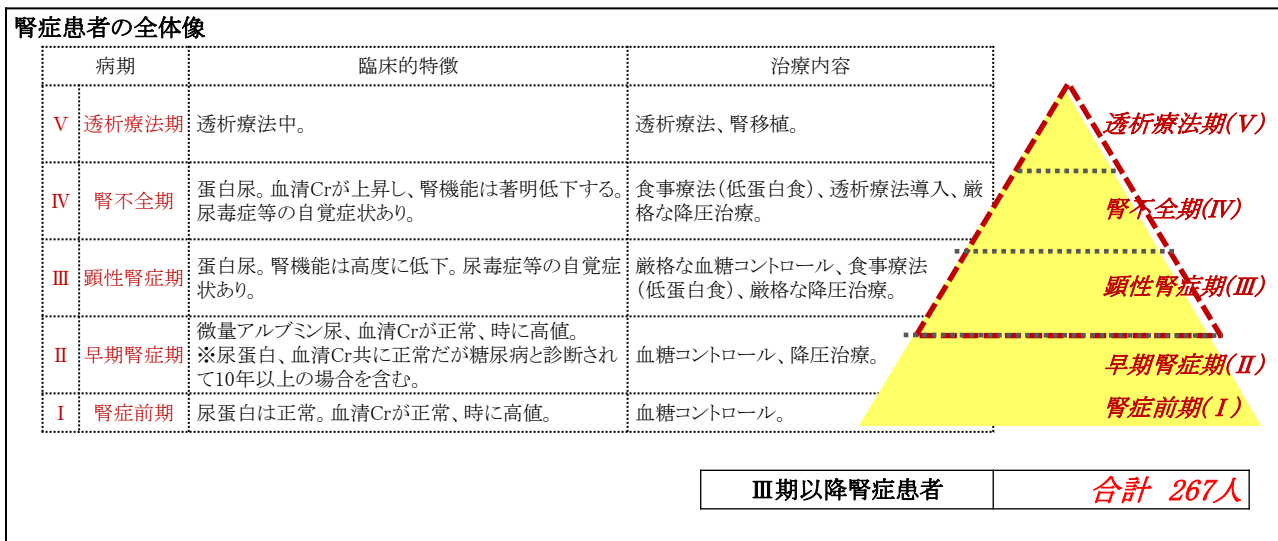 腎症患者の全体像
病期 臨床的特徴 治療内容
Ⅴ 透析療法期 透析療法中。 透析療法、腎移植。
Ⅳ 腎不全期 蛋白尿。血清Crが上昇し、腎機能は著明低下する。 食事療法(低蛋白食)、透析療法導入、厳
尿毒症等の自覚症状あり。 格な降圧治療。
Ⅲ 顕性腎症期 蛋白尿。腎機能は高度に低下。尿毒症等の自覚症 厳格な血糖コントロール、食事療法
状あり。 (低蛋白食)、厳格な降圧治療。
Ⅱ 早期腎症期 微量アルブミン尿、血清Crが正常、時に高値。 血糖コントロール、降圧治療。
※尿蛋白、血清Cr共に正常だが糖尿病と診断され
て10年以上の場合を含む。
Ⅰ 腎症前期 尿蛋白は正常。血清Crが正常、時に高値。 血糖コントロール。
透析療法期(Ⅴ)
腎不全期(Ⅳ)
顕性腎症期(Ⅲ)
早期腎症期(Ⅱ)
腎症前期(Ⅰ)
Ⅲ期以降腎症患者 合計 267人